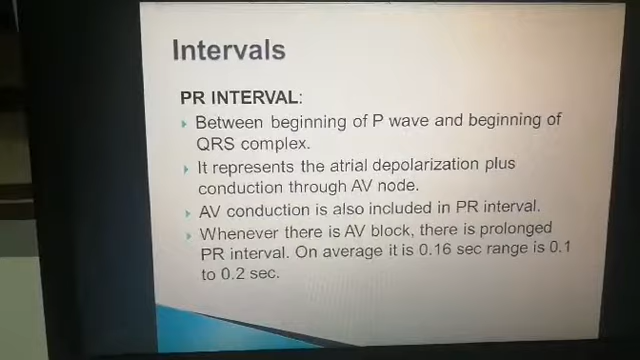 Intervals
PR INTERVAL:
Between beginning of P wave and beginning of
QRS complex.
It represents the atrial depolarization plus
conduction through AV node.
AV conduction is also included in PR interval.
Whenever there is AV block, there is prolonged
PR interval. On average it is 0.16 sec range is 0.1
to 0.2 sec.